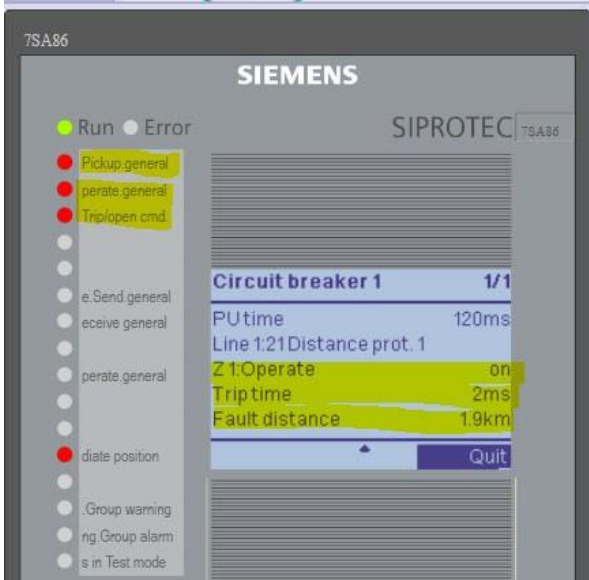 7SA86
SIEMENS
Run Error
SIPROTEC 7SA86
Pickup.general
perate.general
Trip/open cmd.
e.Send.general
eceive general
perate.general
diate position
.Group warning
ng.Group alarm
s in Test mode
Circuit breaker 1 1/1
PU time 120ms
Line 1:21 Distance prot. 1
Z 1:Operate on
Trip time 2ms
Fault distance 1.9km
Quit